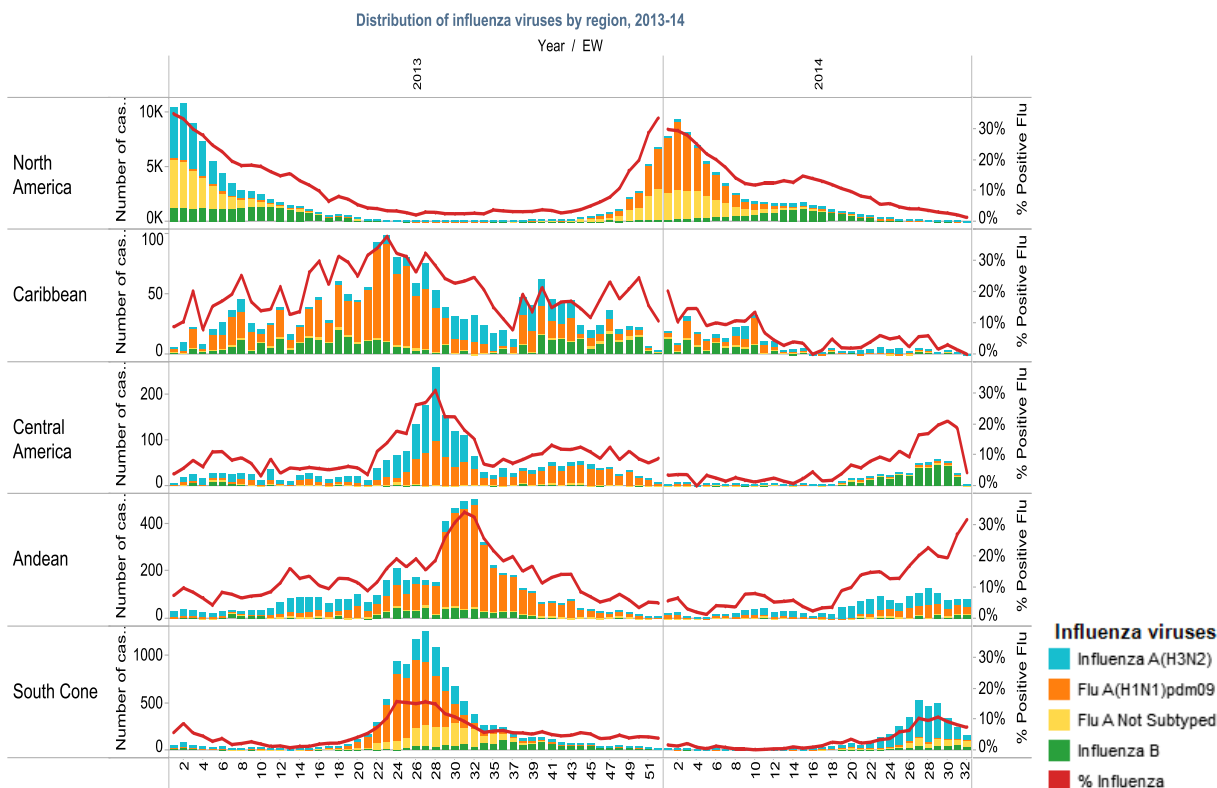 Distribution of influenza viruses by region, 2013-14
Year / EW
2013
2014
North
America
Number of cas..
10K
5K
0K
30%
20%
10%
0%
% Positive Flu
Caribbean
Number of cas..
100
50
0
30%
20%
10%
0%
% Positive Flu
Central
America
Number of cas..
200
100
0
30%
20%
10%
0%
% Positive Flu
Andean
Number of cas..
400
200
0
30%
20%
10%
0%
% Positive Flu
South Cone
Number of cas..
1000
500
0
30%
20%
10%
0%
% Positive Flu
2 4 6 8 10 12 14 16 18 20 22 24 26 28 30 32 34 36 39 41 43 45 47 49 51 2 4 6 8 10 12 14 16 18 20 22 24 26 28 30 32
Influenza viruses
Influenza A(H3N2)
Flu A(H1N1)pdm09
Flu A Not Subtyped
Influenza B
% Influenza